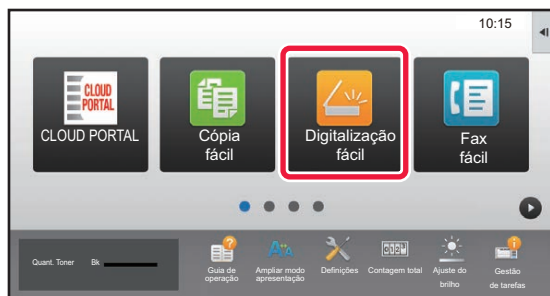 10:15
CLOUD
PORTAL
CLOUD PORTAL
Cópia
fácil
Digitalização
fácil
Fax
fácil
Quant. Toner Bk
Guia de
operação
Ampliar modo
apresentação
Definições
Contagem total
Ajuste do
brilho
Gestão
de tarefas